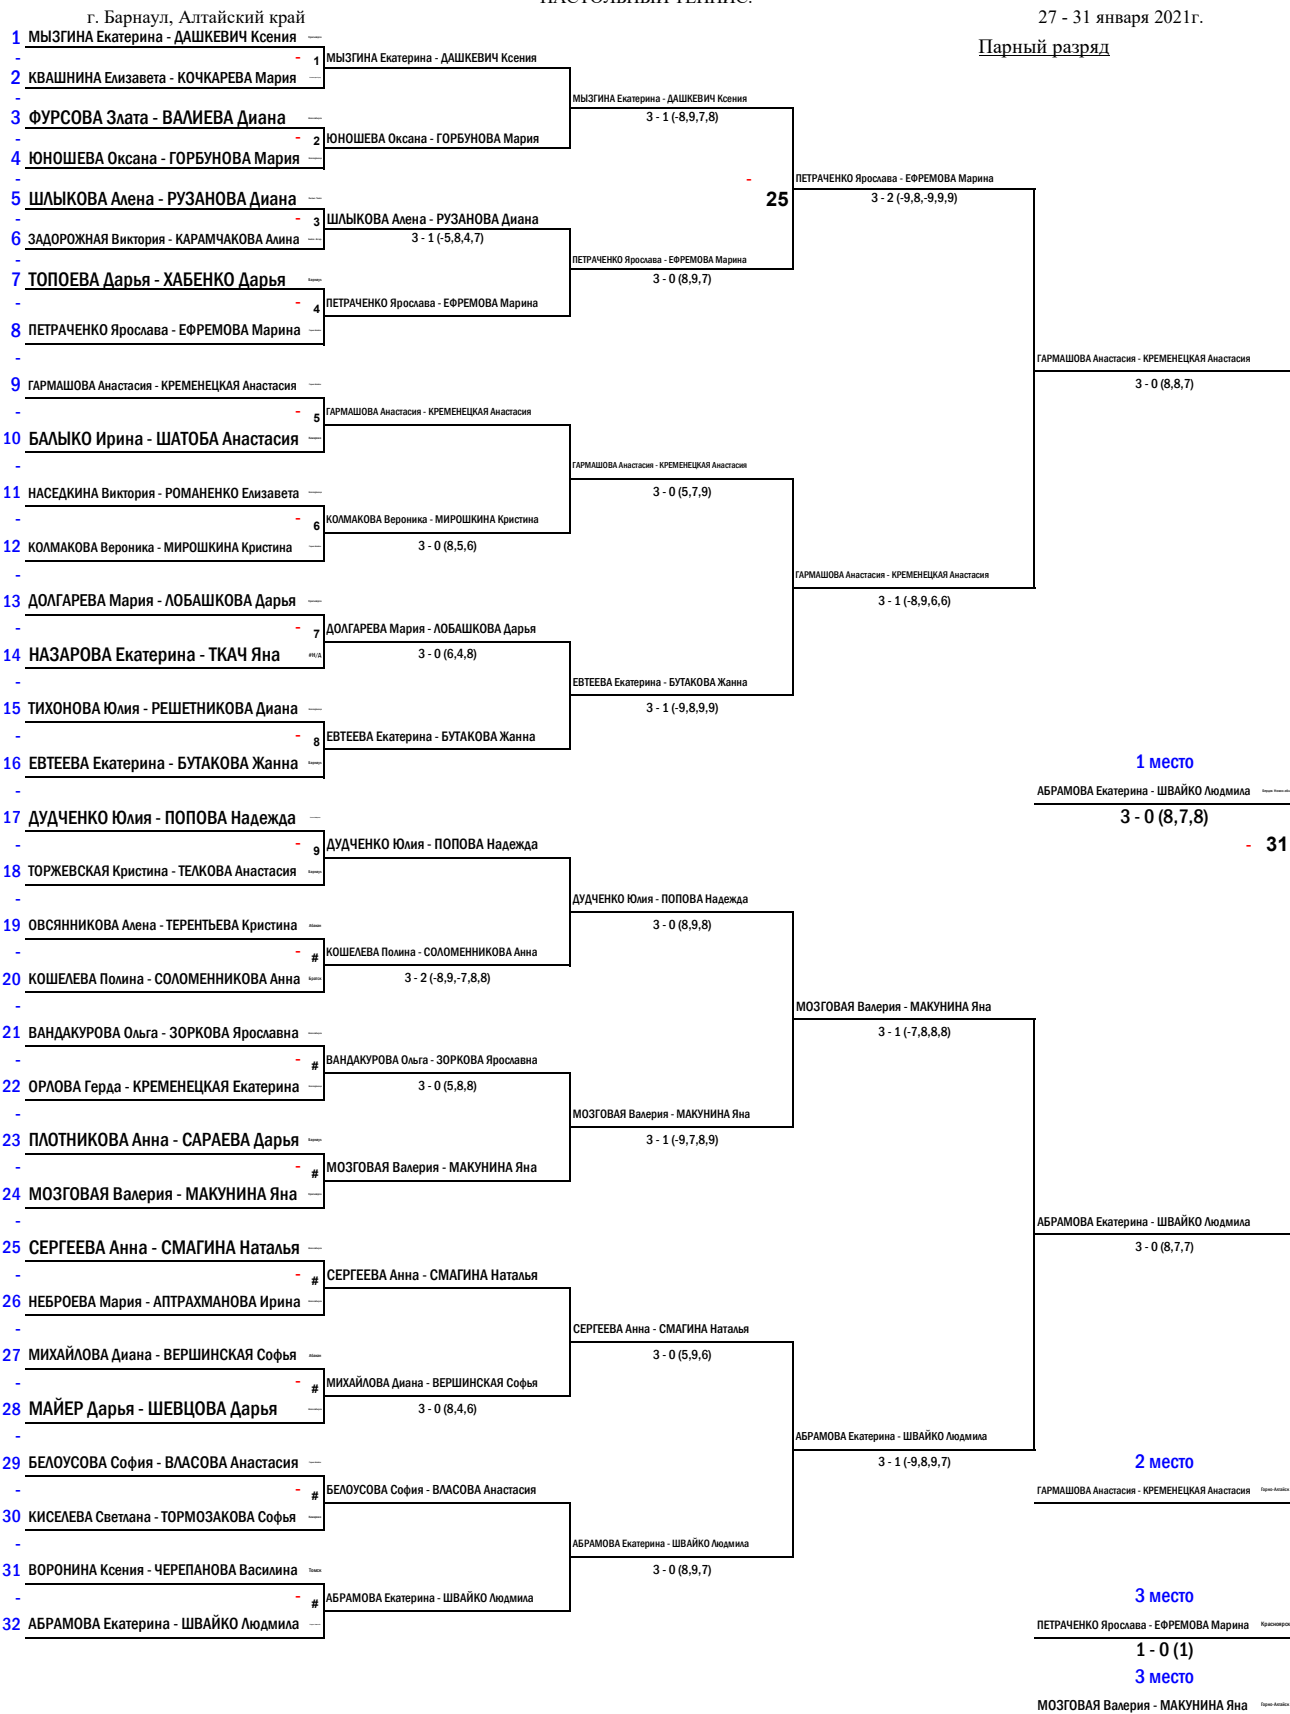 НАСТОЛЬНЫЙ ТЕННИС.
г. Барнаул, Алтайский край
27 - 31 января 2021г.
Парный разряд
1 МЫЗГИНА Екатерина - ДАШКЕВИ�ч Ксения
- - 1 МЫЗГИНА Екатерина - ДАШКЕВИЧ Ксения
2 КВАШНИНА Елизавета - КОЧКАРЕВА Мария
-
МЫЗГИНА Екатерина - ДАШКЕВИЧ Ксения
3 ФУРСОВА Злата - ВАЛИЕВА Диана
3 - 1 (-8,9,7,8)
- - 2 ЮНОШЕВА Оксана - ГОРБУНОВА Мария
4 ЮНОШЕВА Оксана - ГОРБУНОВА Мария
- - ПЕТРАЧЕНКО Ярослава - ЕФРЕМОВА Марина
5 ШЛЫКОВА Алена - РУЗАНОВА Диана
25 3 - 2 (-9,8,-9,9,9)
- - 3 ШЛЫКОВА Алена - РУЗАНОВА Диана
6 ЗАДОРОЖНАЯ Виктория - КАРАМЧАКОВА Алина
3 - 1 (-5,8,4,7)
-
ПЕТРАЧЕНКО Ярослава - ЕФРЕМОВА Марина
7 ТОПОЕВА Дарья - ХАБЕНКО Дарья
3 - 0 (8,9,7)
- - 4 ПЕТРАЧЕНКО Ярослава - ЕФРЕМОВА Марина
8 ПЕТРАЧЕНКО Ярослава - ЕФРЕМОВА Марина
-
ГАРМАШОВА Анастасия - КРЕМЕНЕЦКАЯ Анастасия
9 ГАРМАШОВА Анастасия - КРЕМЕНЕЦКАЯ Анастасия
3 - 0 (8,8,7)
- - 5 ГАРМАШОВА Анастасия - КРЕМЕНЕЦКАЯ Анастасия
10 БАЛЫКО Ирина - ШАТОБА Анастасия
-
ГАРМАШОВА Анастасия - КРЕМЕНЕЦКАЯ Анастасия
11 НАСЕДКИНА Виктория - РОМАНЕНКО Елизавета
3 - 0 (5,7,9)
- - 6 КОЛМАКОВА Вероника - МИРОШКИНА Кристина
12 КОЛМАКОВА Вероника - МИРОШКИНА Кристина
3 - 0 (8,5,6)
-
ГАРМАШОВА Анастасия - КРЕМЕНЕЦКАЯ Анастасия
13 ДОЛГАРЕВА Мария - ЛОБАШКОВА Дарья
3 - 1 (-8,9,6,6)
- - 7 ДОЛГАРЕВА Мария - ЛОБАШКОВА Дарья
14 НАЗАРОВА Екатерина - ТКАЧ Яна #Н/Д
3 - 0 (6,4,8)
-
ЕВТЕЕВА Екатерина - БУТАКОВА Жанна
15 ТИХОНОВА Юлия - РЕШЕТНИКОВА Диана
3 - 1 (-9,8,9,9)
- - 8 ЕВТЕЕВА Екатерина - БУТАКОВА Жанна
16 ЕВТЕЕВА Екатерина - БУТАКОВА Жанна
1 место
-
АБРАМОВА Екатерина - ШВАЙКО Людмила
17 ДУДЧЕНКО Юлия - ПОПОВА Надежда
3 - 0 (8,7,8)
- - 9 ДУДЧЕНКО Юлия - ПОПОВА Надежда
- 31
18 ТОРЖЕВСКАЯ Кристина - ТЕЛКОВА Анастасия
-
ДУДЧЕНКО Юлия - ПОПОВА Надежда
19 ОВСЯННИКОВА Алена - ТЕРЕНТЬЕВА Кристина
3 - 0 (8,9,8)
- - # КОШЕЛЕВА Полина - СОЛОМЕННИКОВА Анна
20 КОШЕЛЕВА Полина - СОЛОМЕННИКОВА Анна
3 - 2 (-8,9,-7,8,8)
-
МОЗГОВАЯ Валерия - МАКУНИНА Яна
21 ВАНДАКУРОВА Ольга - ЗОРКОВА Ярославна
3 - 1 (-7,8,8,8)
- - # ВАНДАКУРОВА Ольга - ЗОРКОВА Ярославна
22 ОРЛОВА Герда - КРЕМЕНЕЦКАЯ Екатерина
3 - 0 (5,8,8)
-
МОЗГОВАЯ Валерия - МАКУНИНА Яна
23 ПЛОТНИКОВА Анна - САРАЕВА Дарья
3 - 1 (-9,7,8,9)
- - # МОЗГОВАЯ Валерия - МАКУНИНА Яна
24 МОЗГОВАЯ Валерия - МАКУНИНА Яна
-
АБРАМОВА Екатерина - ШВАЙКО Людмила
25 СЕРГЕЕВА Анна - СМАГИНА Наталья
3 - 0 (8,7,7)
- - # СЕРГЕЕВА Анна - СМАГИНА Наталья
26 НЕБРОЕВА Мария - АПТРАХМАНОВА Ирина
-
СЕРГЕЕВА Анна - СМАГИНА Наталья
27 МИХАЙЛОВА Диана - ВЕРШИНСКАЯ Софья
3 - 0 (5,9,6)
- - # МИХАЙЛОВА Диана - ВЕРШИНСКАЯ Софья
28 МАЙЕР Дарья - ШЕВЦОВА Дарья
3 - 0 (8,4,6)
-
АБРАМОВА Екатерина - ШВАЙКО Людмила
29 БЕЛОУСОВА София - ВЛАСОВА Анастасия
3 - 1 (-9,8,9,7)
2 место
- - # БЕЛОУСОВА София - ВЛАСОВА Анастасия
ГАРМАШОВА Анастасия - КРЕМЕНЕЦКАЯ Анастасия
30 КИСЕЛЕВА Светлана - ТОРМОЗАКОВА Софья
-
АБРАМОВА Екатерина - ШВАЙКО Людмила
31 ВОРОНИНА Ксения - ЧЕРЕПАНОВА Василина Томск
3 - 0 (8,9,7)
- - # АБРАМОВА Екатерина - ШВАЙКО Людмила
3 место
32 АБРАМОВА Екатерина - ШВАЙКО Людмила
ПЕТРАЧЕНКО Ярослава - ЕФРЕМОВА Марина
1 - 0 (1)
3 место
МОЗГОВАЯ Валерия - МАКУНИНА Яна